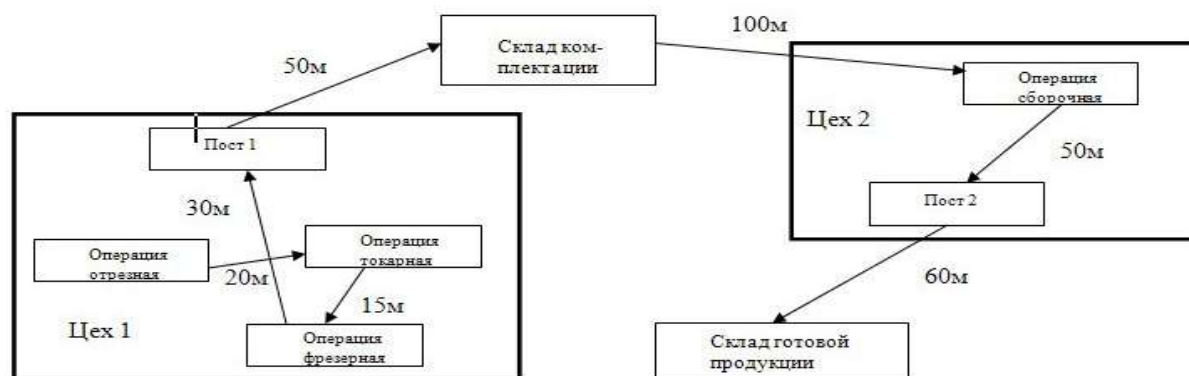 100м
Склад ком-
плектации
50м
Операция
сборочная
Цех 2
Пост 1
50м
Пост 2
30м
Операция
токарная
Операция
отрезная
20м
60м
15м
Цех 1
Операция
фрезерная
Склад готовой
продукции